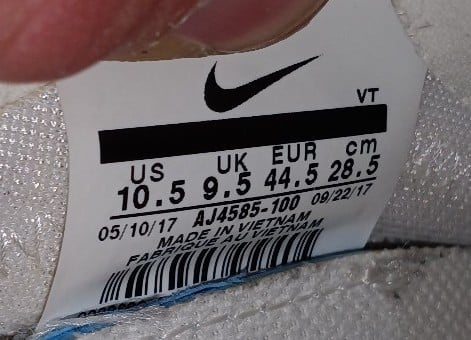 VT
US UK EUR cm
10.5 9.5 44.5 28.5
05/10/17 AJ4585-100 09/22/17
MADE IN VIETNAM
FABRIQUE AU VIETNAM